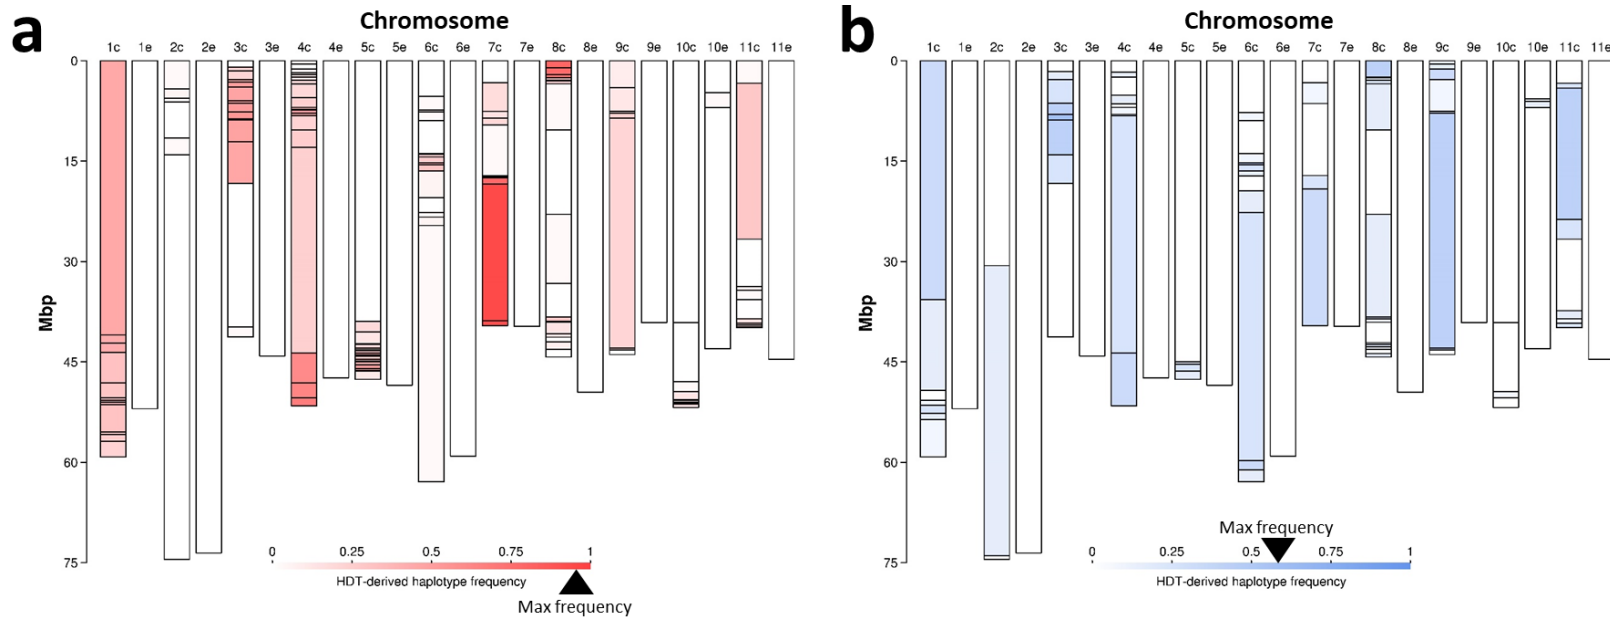 a
Chromosome
1c 1e 2c 2e 3c 3e 4c 4e 5c 5e 6c 6e 7c 7e 8c 8e 9c 9e 10c 10e 11c 11e
0
15
30
45
60
75
Mbp
0 0.25 0.5 0.75 1
HDT-derived haplotype frequency
Max frequency
b
Chromosome
1c 1e 2c 2e 3c 3e 4c 4e 5c 5e 6c 6e 7c 7e 8c 8e 9c 9e 10c 10e 11c 11e
0
15
30
45
60
75
Mbp
Max frequency
0 0.25 0.5 0.75 1
HDT-derived haplotype frequency